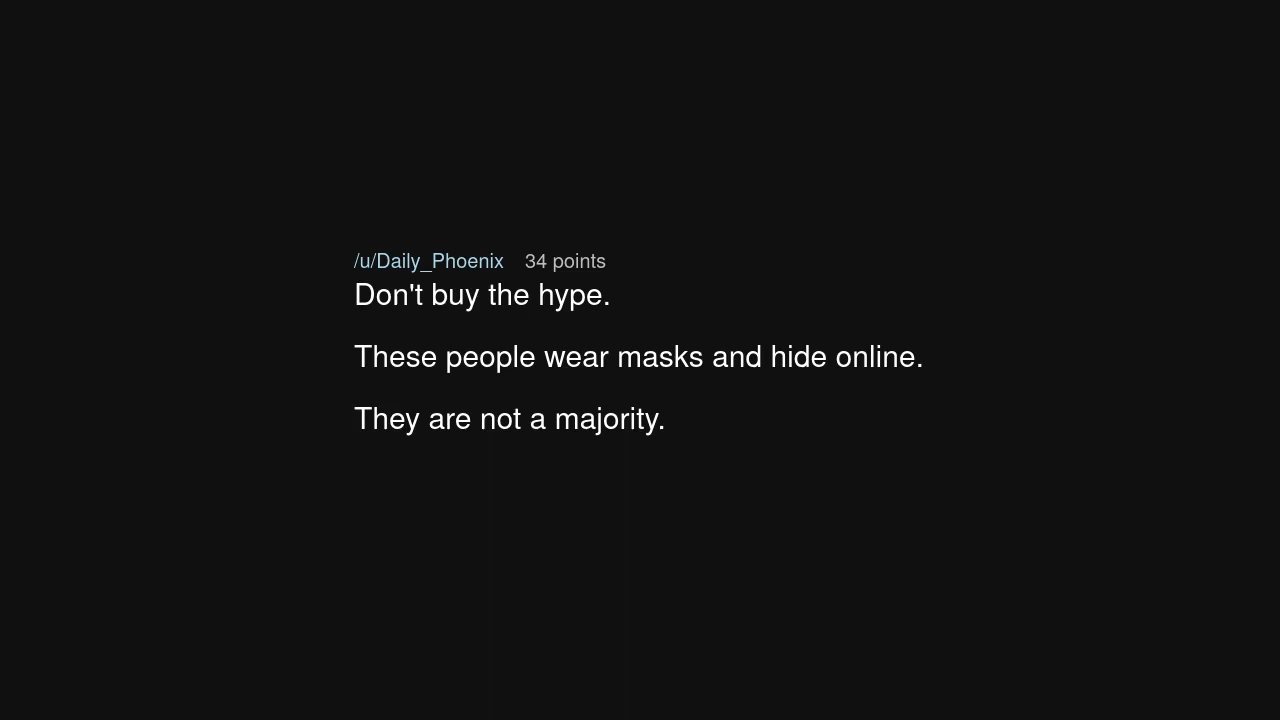 /u/Daily_Phoenix 34 points
Don't buy the hype.
These people wear masks and hide online.
They are not a majority.